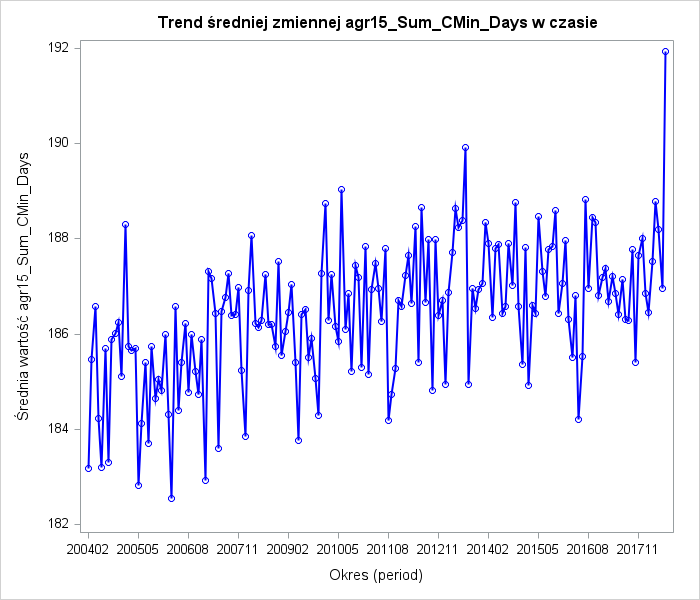 Trend średniej zmiennej agr15_Sum_CMin_Days w czasie
192
190
188
186
184
182
Średnia wartość agr15_Sum_CMin_Days
200402 200505 200608 200711 200902 201005 201108 201211 201402 201505 201608 201711
Okres (period)